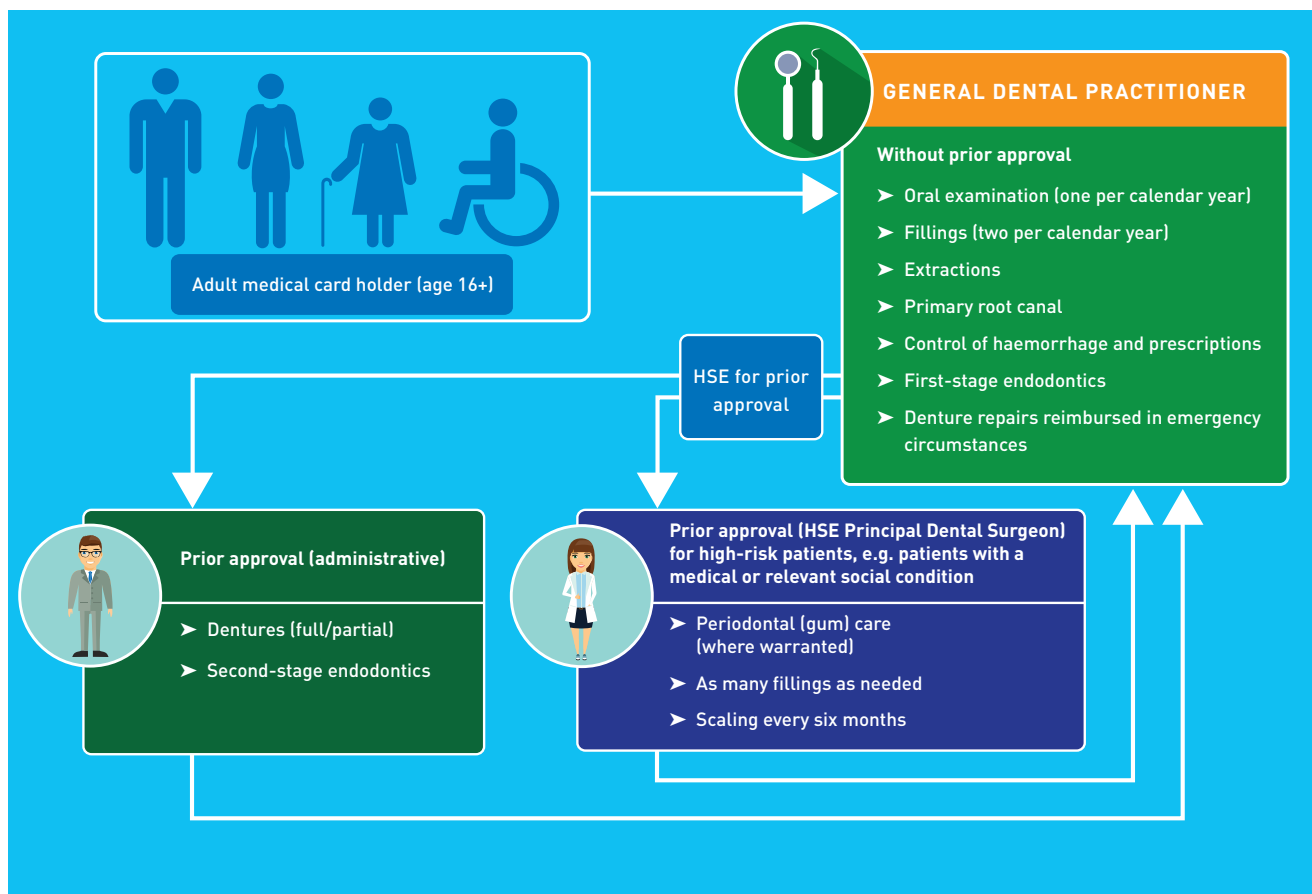 Adult medical card holder (age 16+)
GENERAL DENTAL PRACTITIONER
Without prior approval
➤ Oral examination (one per calendar year)
➤ Fillings (two per calendar year)
➤ Extractions
➤ Primary root canal
➤ Control of haemorrhage and prescriptions
➤ First-stage endodontics
➤ Denture repairs reimbursed in emergency
circumstances
HSE for prior
approval
Prior approval (administrative)
➤ Dentures (full/partial)
➤ Second-stage endodontics
Prior approval (HSE Principal Dental Surgeon)
for high-risk patients, e.g. patients with a
medical or relevant social condition
➤ Periodontal (gum) care
(where warranted)
➤ As many fillings as needed
➤ Scaling every six months